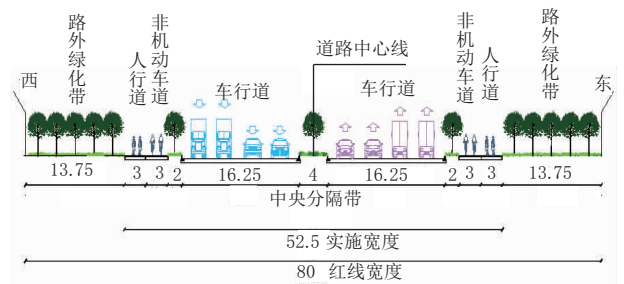 路外绿化带
人行道
非机动车道
车行道
道路中心线
车行道
非机动车道
人行道
路外绿化带
西
东
13.75 3 3 2 16.25 4 16.25 2 3 3 13.75
中央分隔带
52.5 实施宽度
80 红线宽度